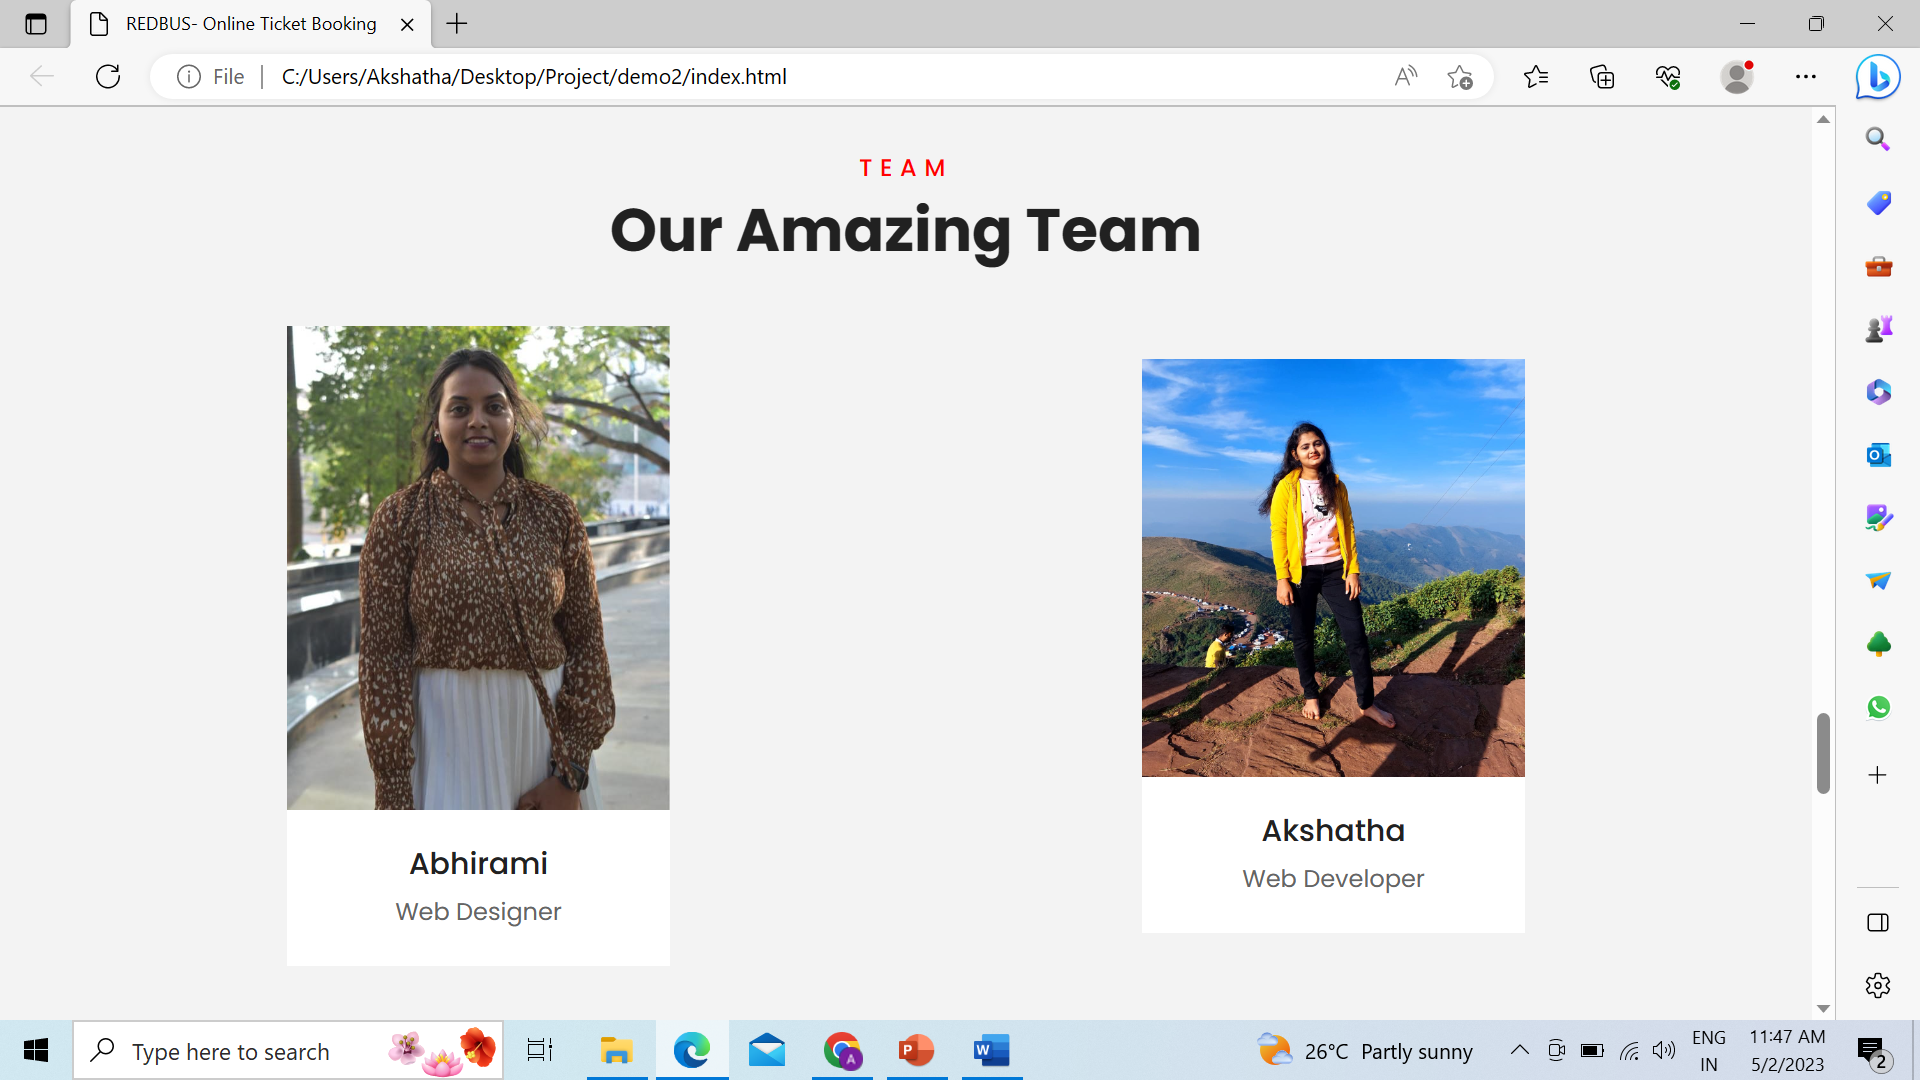 REDBUS- Online Ticket Booking
File
C:/Users/Akshatha/Desktop/Project/demo2/index.html
TEAM
Our Amazing Team
Abhirami
Web Designer
Akshatha
Web Developer
Type here to search
A
P
W
26°C Partly sunny
ENG
IN
11:47 AM
5/2/2023
2